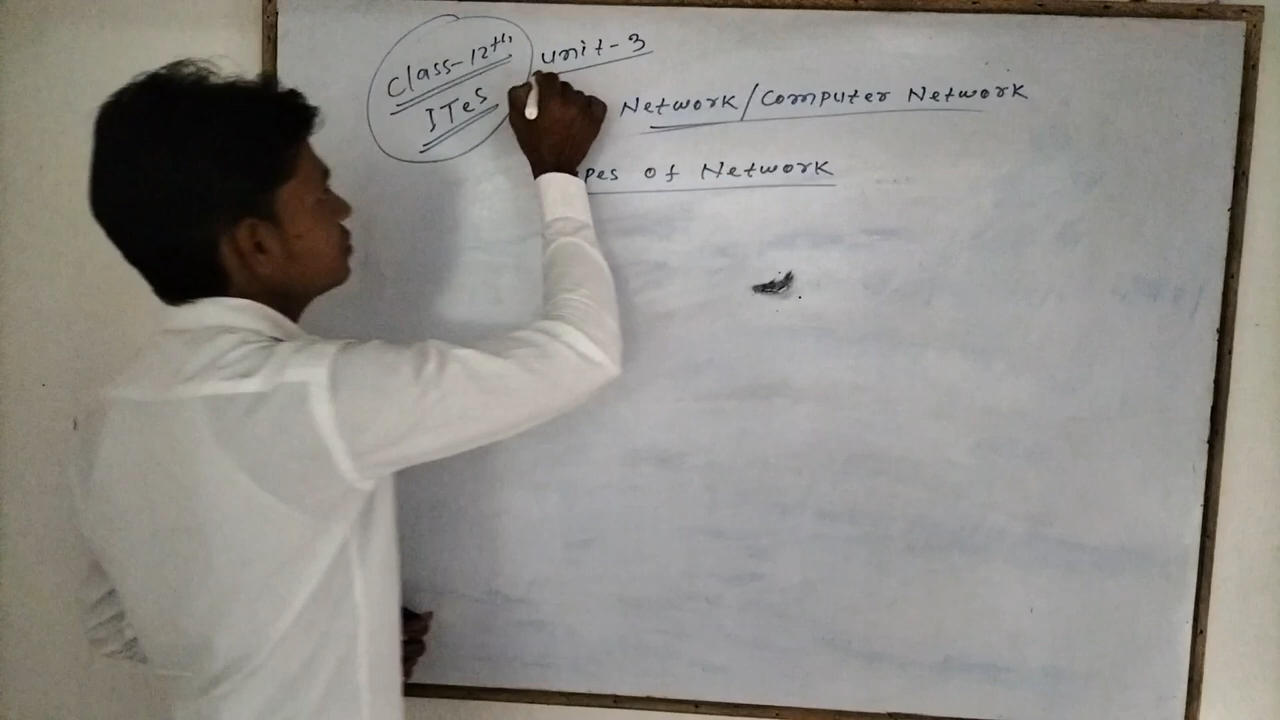 Class-12th, unit-3
ITes
Network/Computer Network
pes of Network